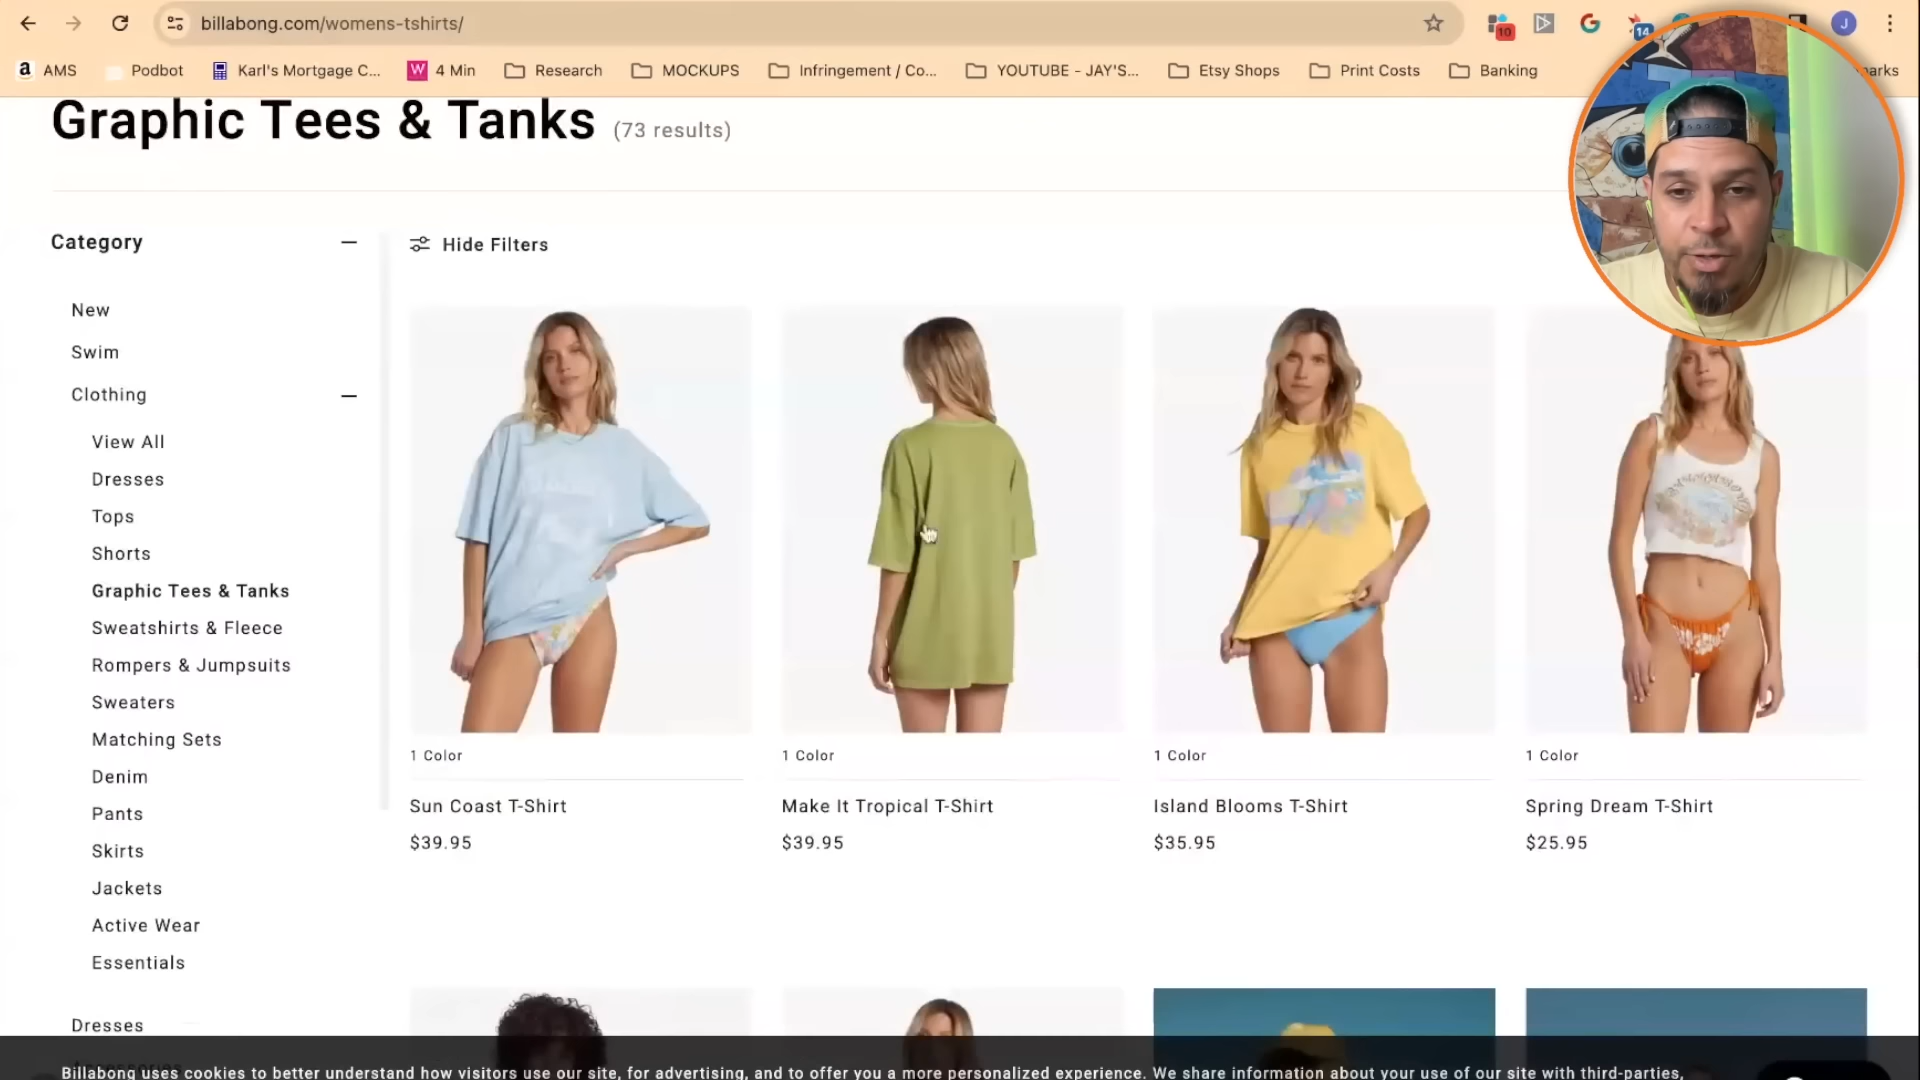 billabong.com/womens-tshirts/
10
14
J
a AMS
Podbot
Karl's Mortgage C...
W 4 Min
Research
MOCKUPS
Infringement / Co...
YOUTUBE - JAY'S...
Etsy Shops
Print Costs
Banking
Graphic Tees & Tanks (73 results)
Category
Hide Filters
New
Swim
Clothing
View All
Dresses
Tops
Shorts
Graphic Tees & Tanks
Sweatshirts & Fleece
Rompers & Jumpsuits
Sweaters
Matching Sets
Denim
Pants
Skirts
Jackets
Active Wear
Essentials
Dresses
1 Color
Sun Coast T-Shirt
$39.95
1 Color
Make It Tropical T-Shirt
$39.95
1 Color
Island Blooms T-Shirt
$35.95
1 Color
Spring Dream T-Shirt
$25.95
Billabong uses cookies to better understand how visitors use our site, for advertising, and to offer you a more personalized experience. We share information about your use of our site with third-parties,